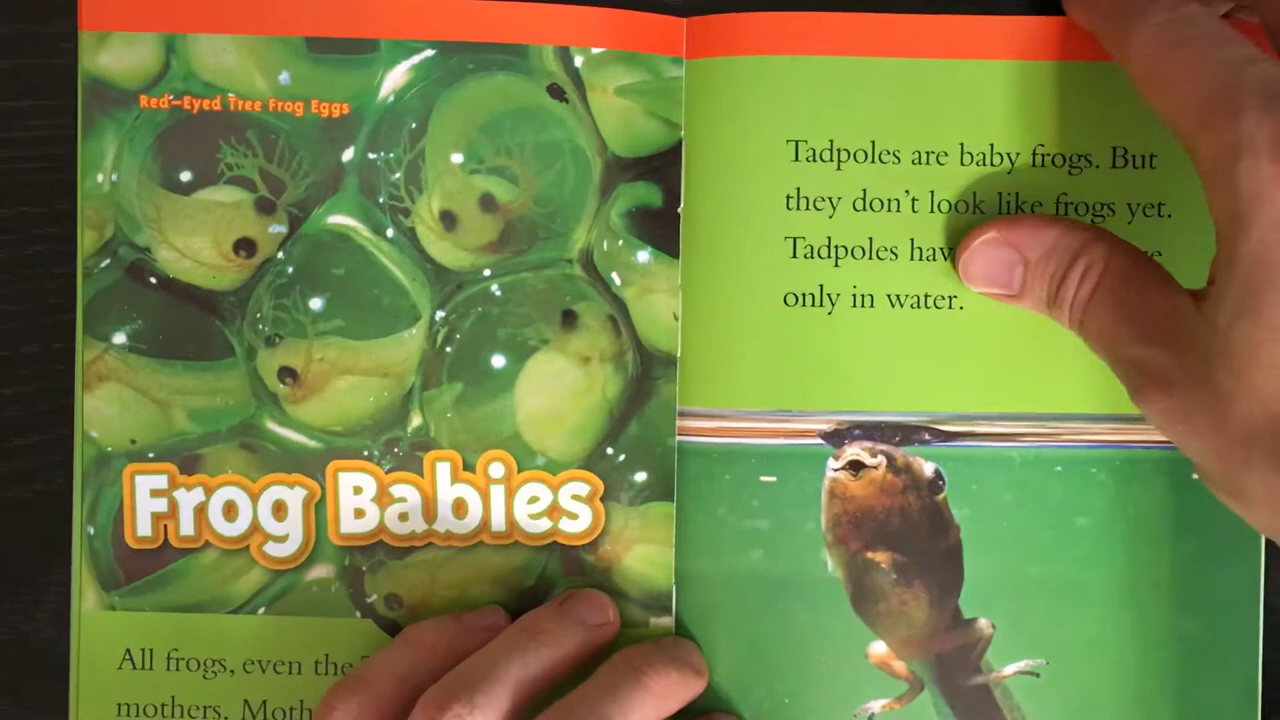 Red-Eyed Tree Frog Eggs
Frog Babies
All frogs, even the
mothers. Moth
Tadpoles are baby frogs. But
they don't look like frogs yet.
Tadpoles hav
only in water.